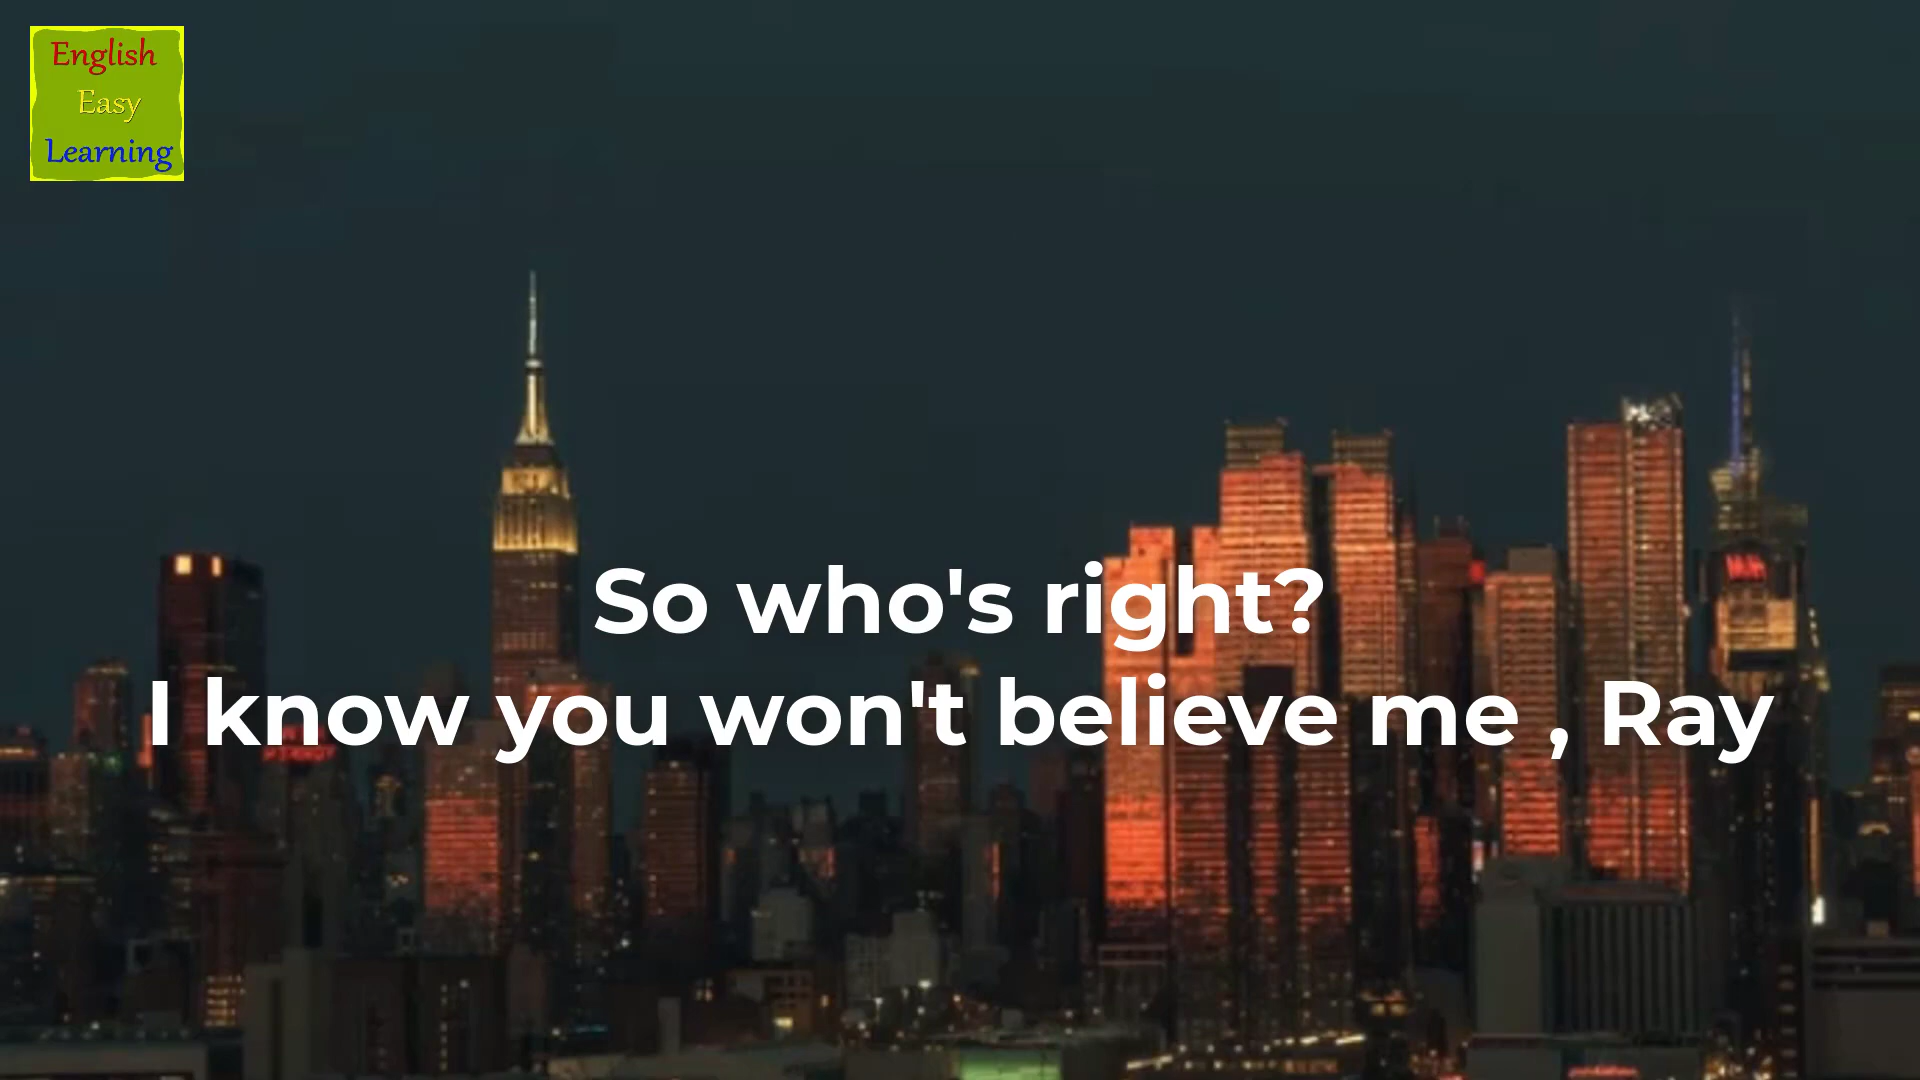 English
Easy
Learning
So who's right?
I know you won't believe me , Ray